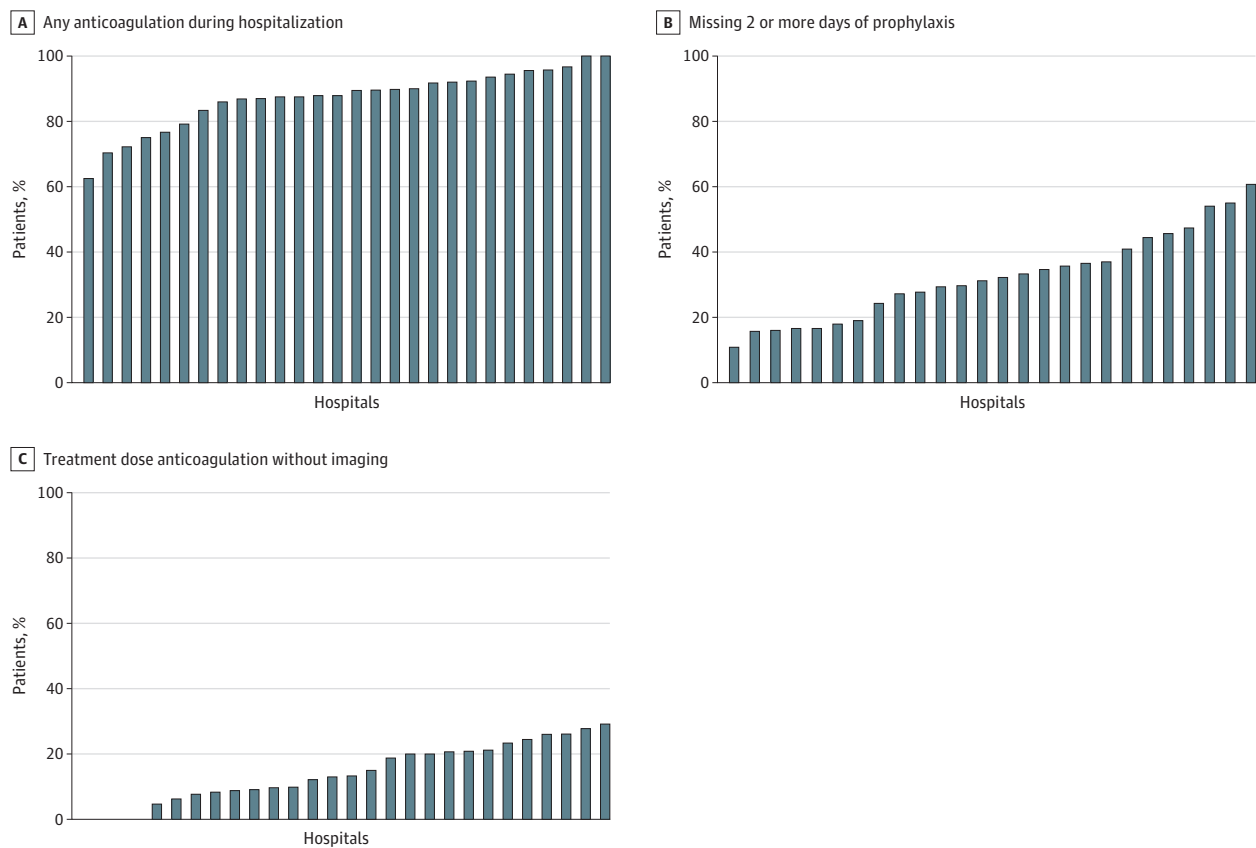 A Any anticoagulation during hospitalization
100
80
60
40
20
0
Patients, %
Hospitals
B Missing 2 or more days of prophylaxis
100
80
60
40
20
0
Patients, %
Hospitals
C Treatment dose anticoagulation without imaging
100
80
60
40
20
0
Patients, %
Hospitals